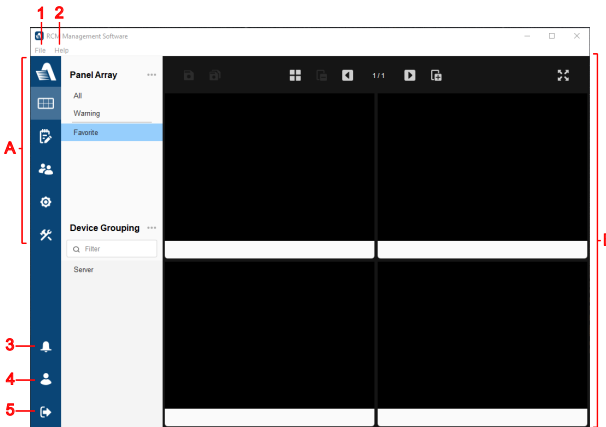 1 2
RCM Management Software
File Help
A
Panel Array
All
Warning
Favorite
1 / 1
Device Grouping
Filter
Server
3
4
5